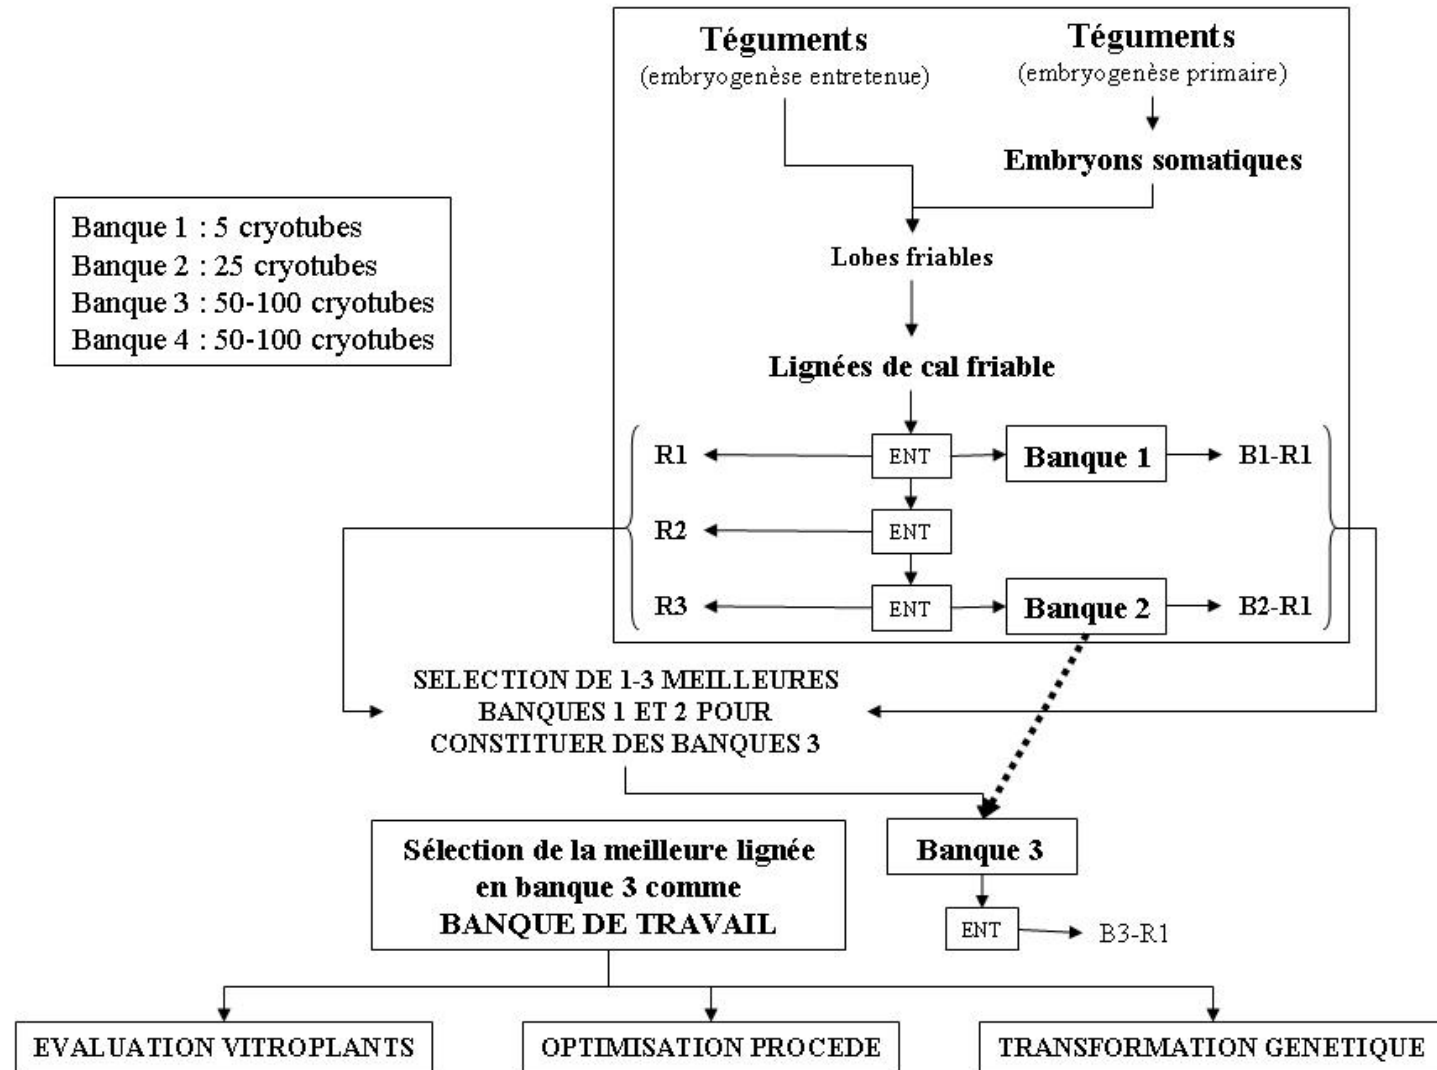 Téguments
(embryogenèse entretenue)
Téguments
(embryogenèse primaire)
Embryons somatiques
Banque 1 : 5 cryotubes
Banque 2 : 25 cryotubes
Banque 3 : 50-100 cryotubes
Banque 4 : 50-100 cryotubes
Lobes friables
Lignées de cal friable
R1
ENT
Banque 1
B1-R1
R2
ENT
R3
ENT
Banque 2
B2-R1
SELECTION DE 1-3 MEILLEURES
BANQUES 1 ET 2 POUR
CONSTITUER DES BANQUES 3
Sélection de la meilleure lignée
en banque 3 comme
BANQUE DE TRAVAIL
Banque 3
ENT
B3-R1
EVALUATION VITROPLANTS
OPTIMISATION PROCEDE
TRANSFORMATION GENETIQUE